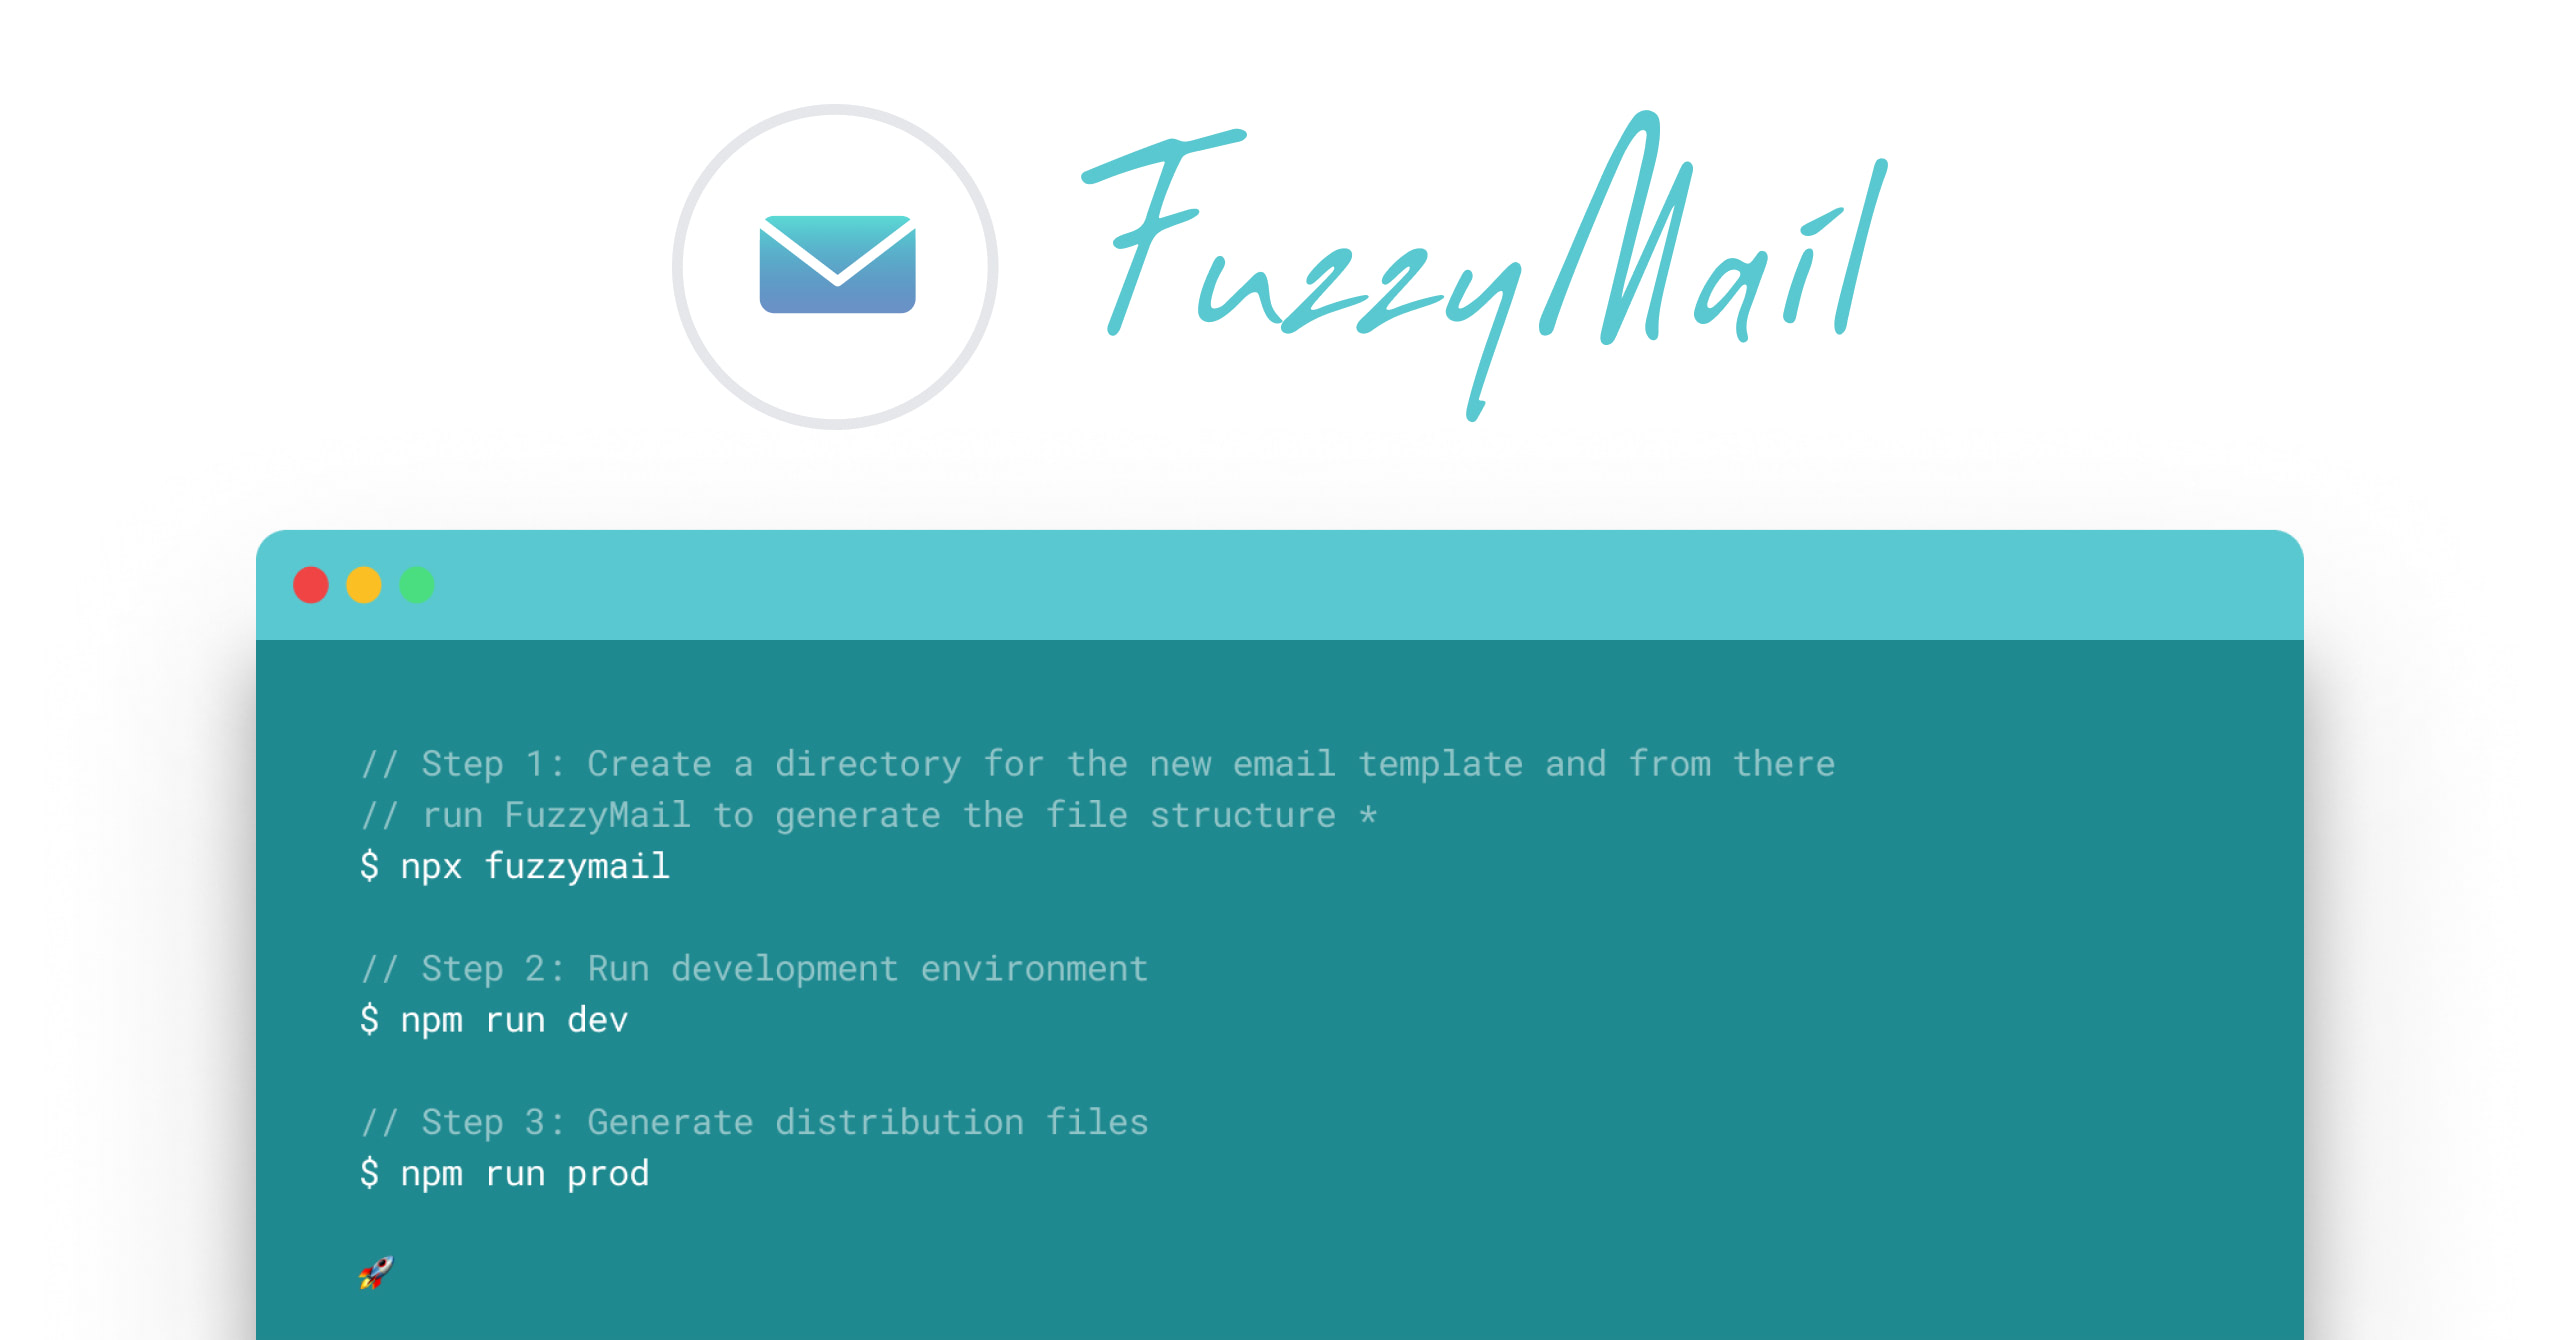 FuzzyMail
// Step 1: Create a directory for the new email template and from there
// run FuzzyMail to generate the file structure *
$ npx fuzzymail
// Step 2: Run development environment
$ npm run dev
// Step 3: Generate distribution files
$ npm run prod
🚀